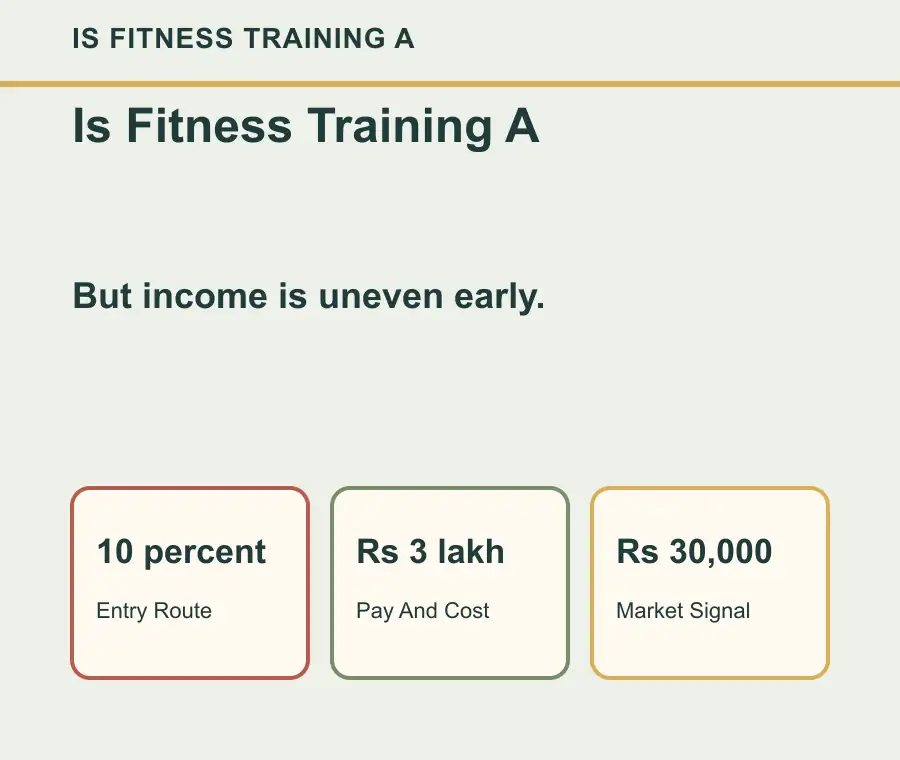 IS FITNESS TRAINING A
Is Fitness Training A
But income is uneven early.
10 percent
Entry Route
Rs 3 lakh
Pay And Cost
Rs 30,000
Market Signal